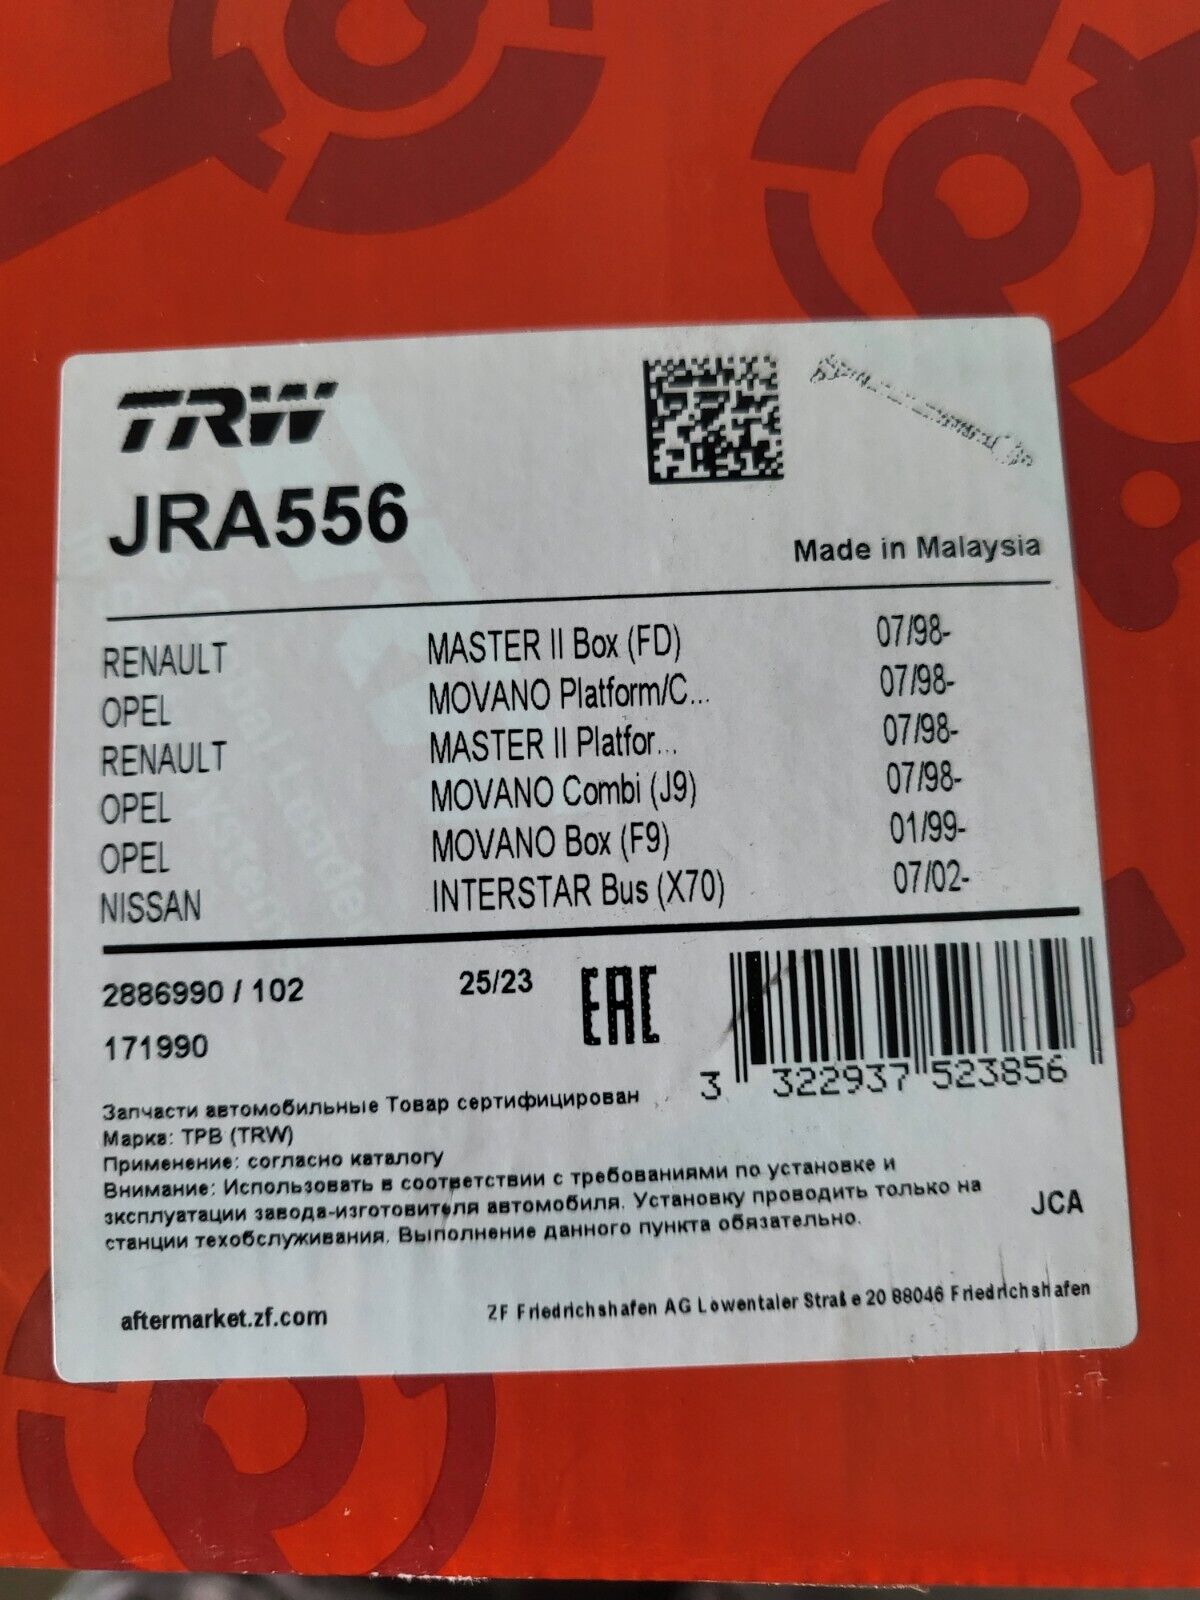 TRW
JRA556
Made in Malaysia
RENAULT MASTER II Box (FD) 07/98-
OPEL MOVANO Platform/C... 07/98-
RENAULT MASTER II Platfor... 07/98-
OPEL MOVANO Combi (J9) 07/98-
OPEL MOVANO Box (F9) 01/99-
NISSAN INTERSTAR Bus (X70) 07/02-
2886990 / 102 25/23 EAC
171990
3 322937 523856
Запчасти автомобильные Товар сертифицирован
Марка: ТРВ (TRW)
Применение: согласно каталогу
Внимание: Использовать в соответствии с требованиями по установке и
эксплуатации завода-изготовителя автомобиля. Установку проводить только на
станции техобслуживания. Выполнение данного пункта обязательно.
JCA
aftermarket.zf.com
ZF Friedrichshafen AG Lowentaler Straße 20 88046 Friedrichshafen